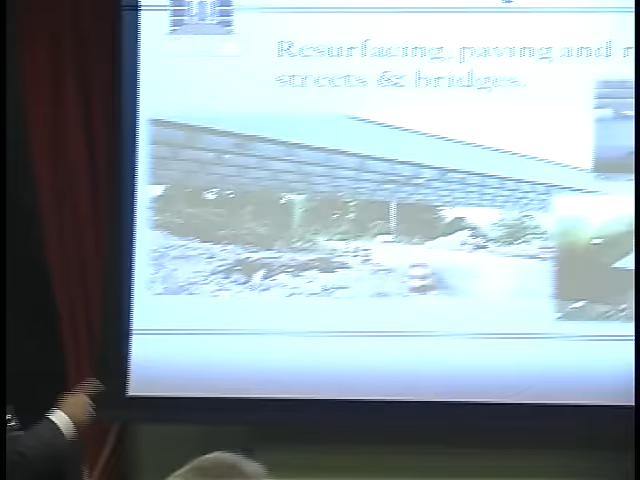 Resurfacing, paving and
streets & bridges.